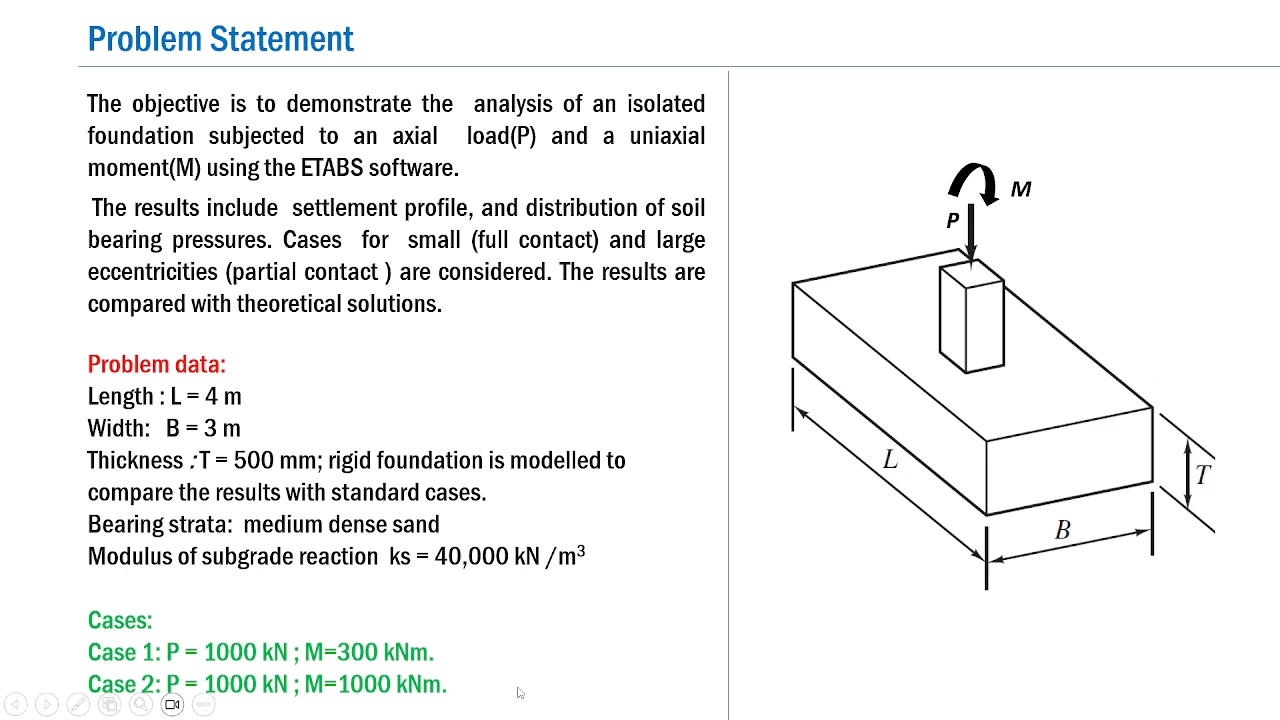 Problem Statement
The objective is to demonstrate the analysis of an isolated
foundation subjected to an axial load(P) and a uniaxial
moment(M) using the ETABS software.
The results include settlement profile, and distribution of soil
bearing pressures. Cases for small (full contact) and large
eccentricities (partial contact ) are considered. The results are
compared with theoretical solutions.
Problem data:
Length : L = 4 m
Width: B = 3 m
Thickness : T = 500 mm; rigid foundation is modelled to
compare the results with standard cases.
Bearing strata: medium dense sand
Modulus of subgrade reaction ks = 40,000 kN /m³
Cases:
Case 1: P = 1000 kN ; M=300 kNm.
Case 2: P = 1000 kN ; M=1000 kNm.
M
P
L
T
B